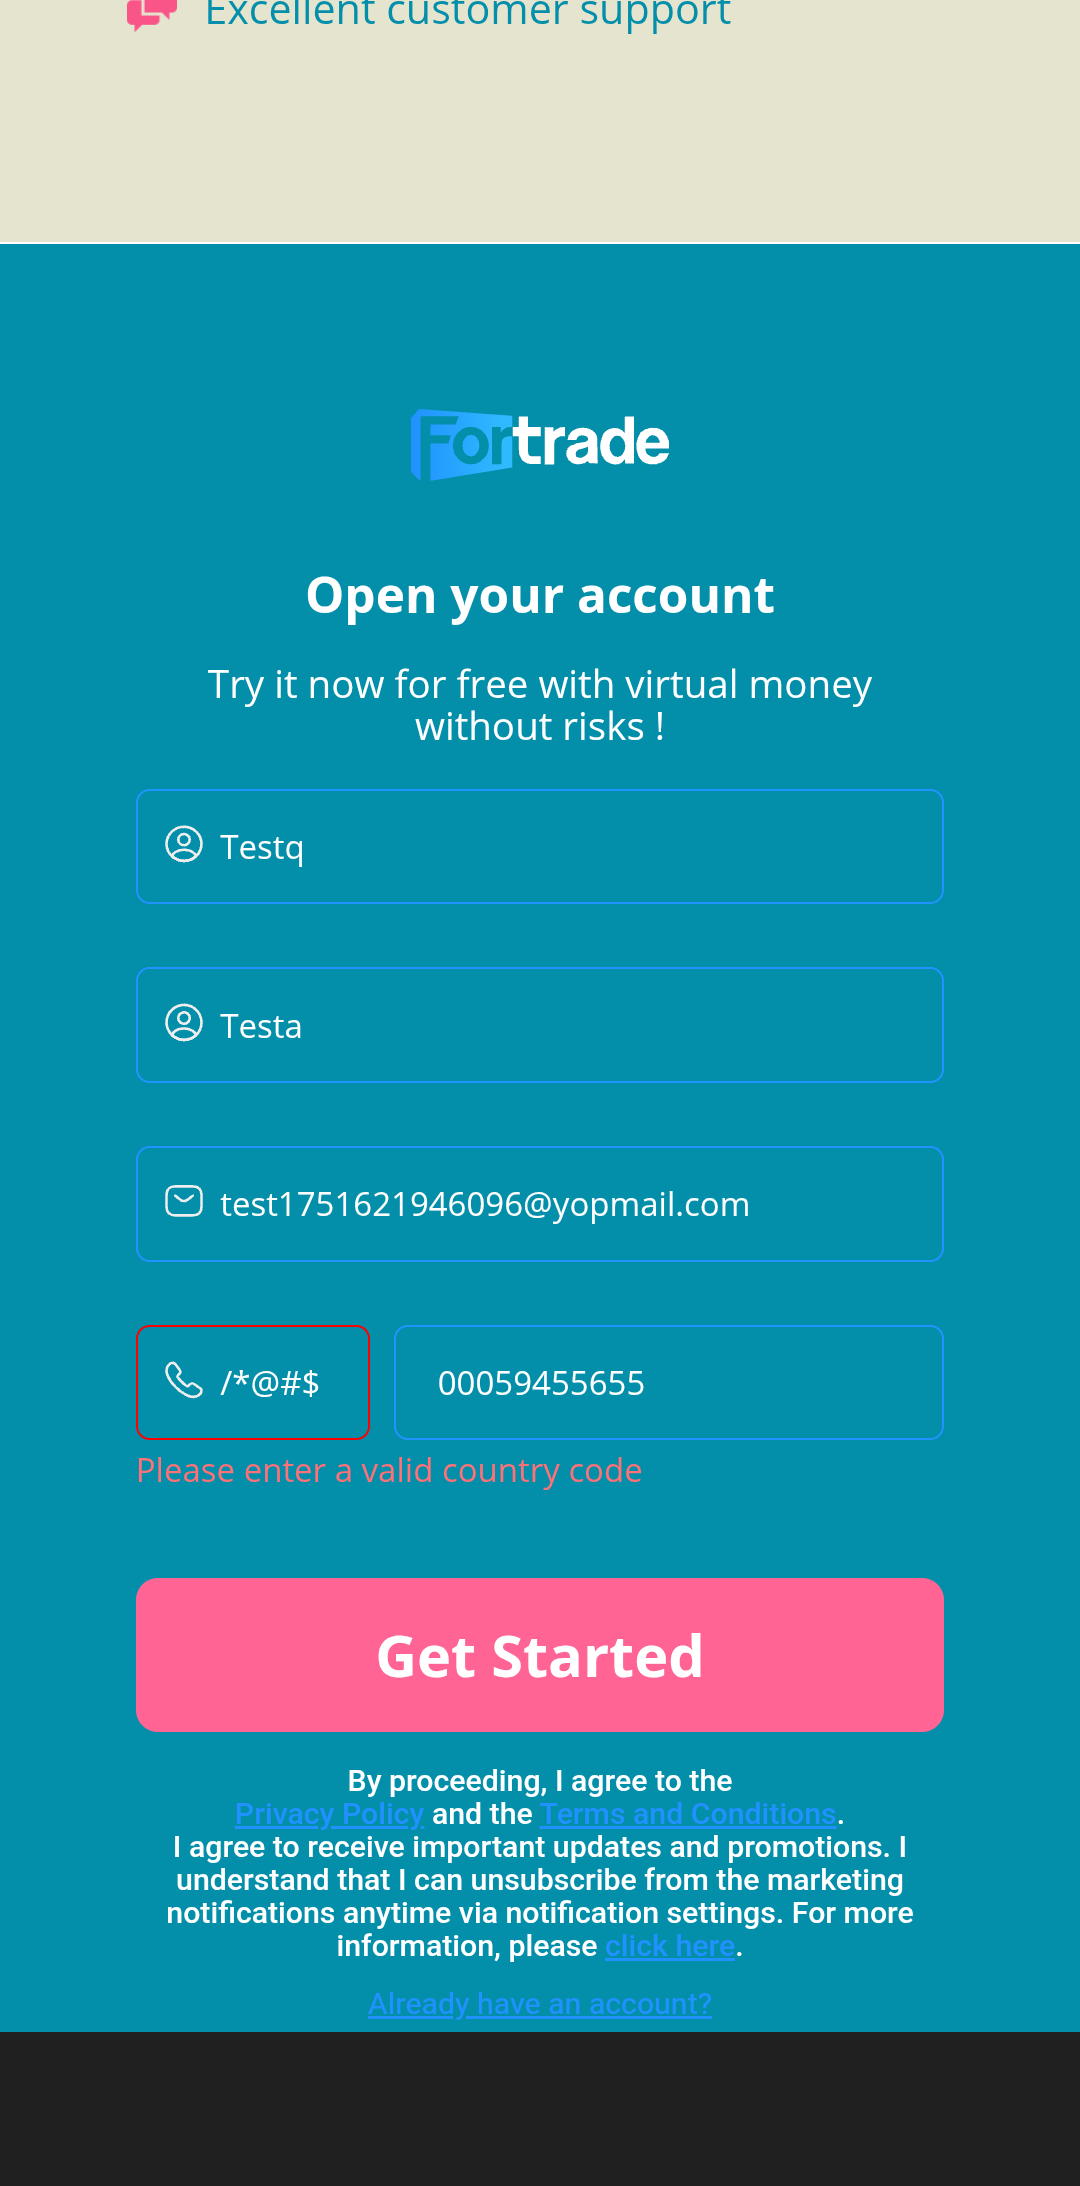 Excellent customer support
Fortrade
Open your account
Try it now for free with virtual money
without risks !
Testq
Testa
test1751621946096@yopmail.com
/*@#$ 00059455655
Please enter a valid country code
Get Started
By proceeding, I agree to the
Privacy Policy and the Terms and Conditions.
I agree to receive important updates and promotions. I
understand that I can unsubscribe from the marketing
notifications anytime via notification settings. For more
information, please click here.
Already have an account?